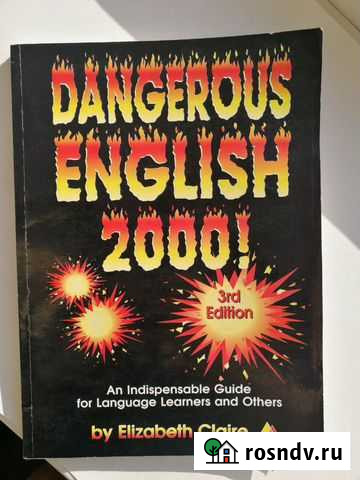 DANGEROUS
ENGLISH
2000!
3rd
Edition
An Indispensable Guide
for Language Learners and Others
by Elizabeth Claire
rosndv.ru